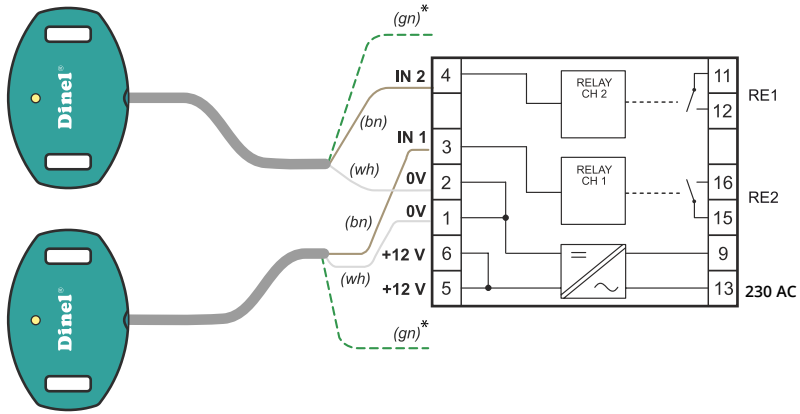 (gn)*
Dinel®
IN 2
4
RELAY
CH 2
11
RE1
12
(bn)
IN 1
3
(wh)
0V
2
RELAY
CH 1
16
RE2
15
(bn)
0V
1
(wh)
+12 V
6
9
+12 V
5
13
230 AC
Dinel®
(gn)*